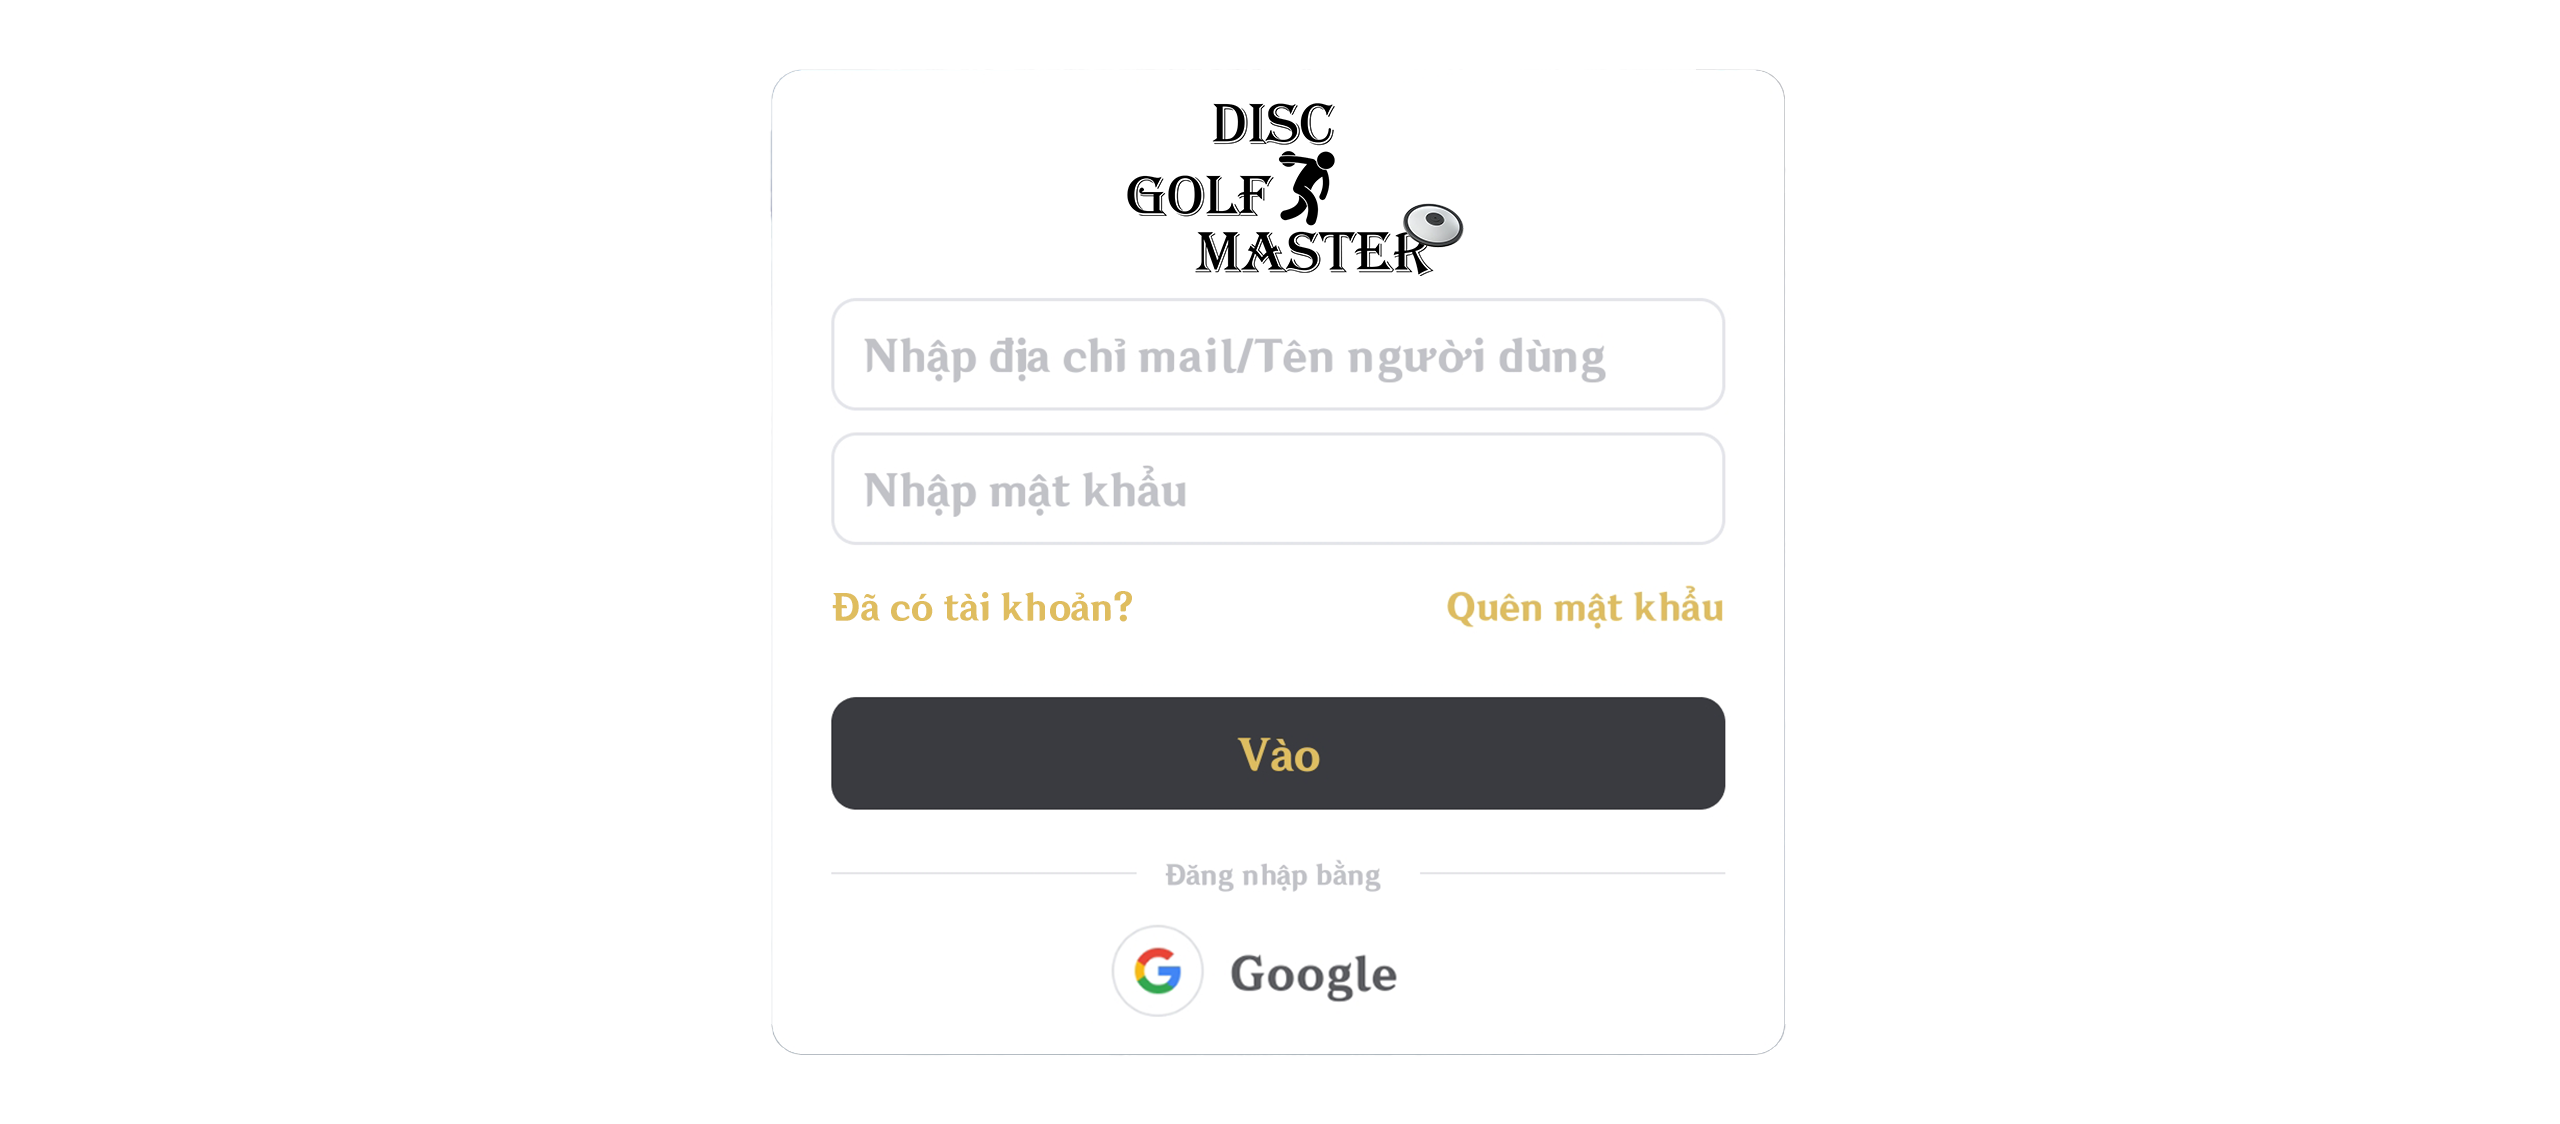 DISC
GOLF
MASTER
Nhập địa chỉ mail/Tên người dùng
Nhập mật khẩu
Đã có tài khoản?
Quên mật khẩu
Vào
Đăng nhập bằng
Google